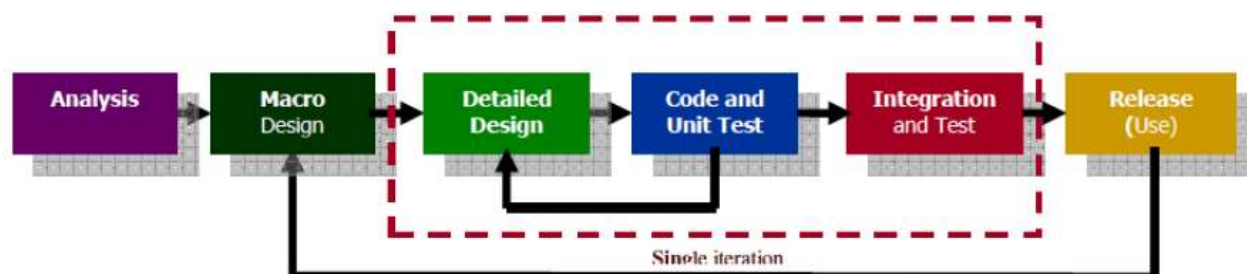 Analysis
Macro
Design
Detailed
Design
Code and
Unit Test
Integration
and Test
Release
(Use)
Single iteration